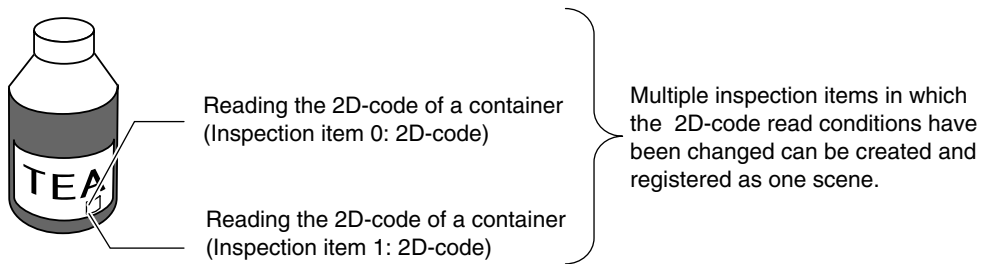 Reading the 2D-code of a container
(Inspection item 0: 2D-code)
Multiple inspection items in which
the 2D-code read conditions have
been changed can be created and
registered as one scene.
TEA
Reading the 2D-code of a container
(Inspection item 1: 2D-code)